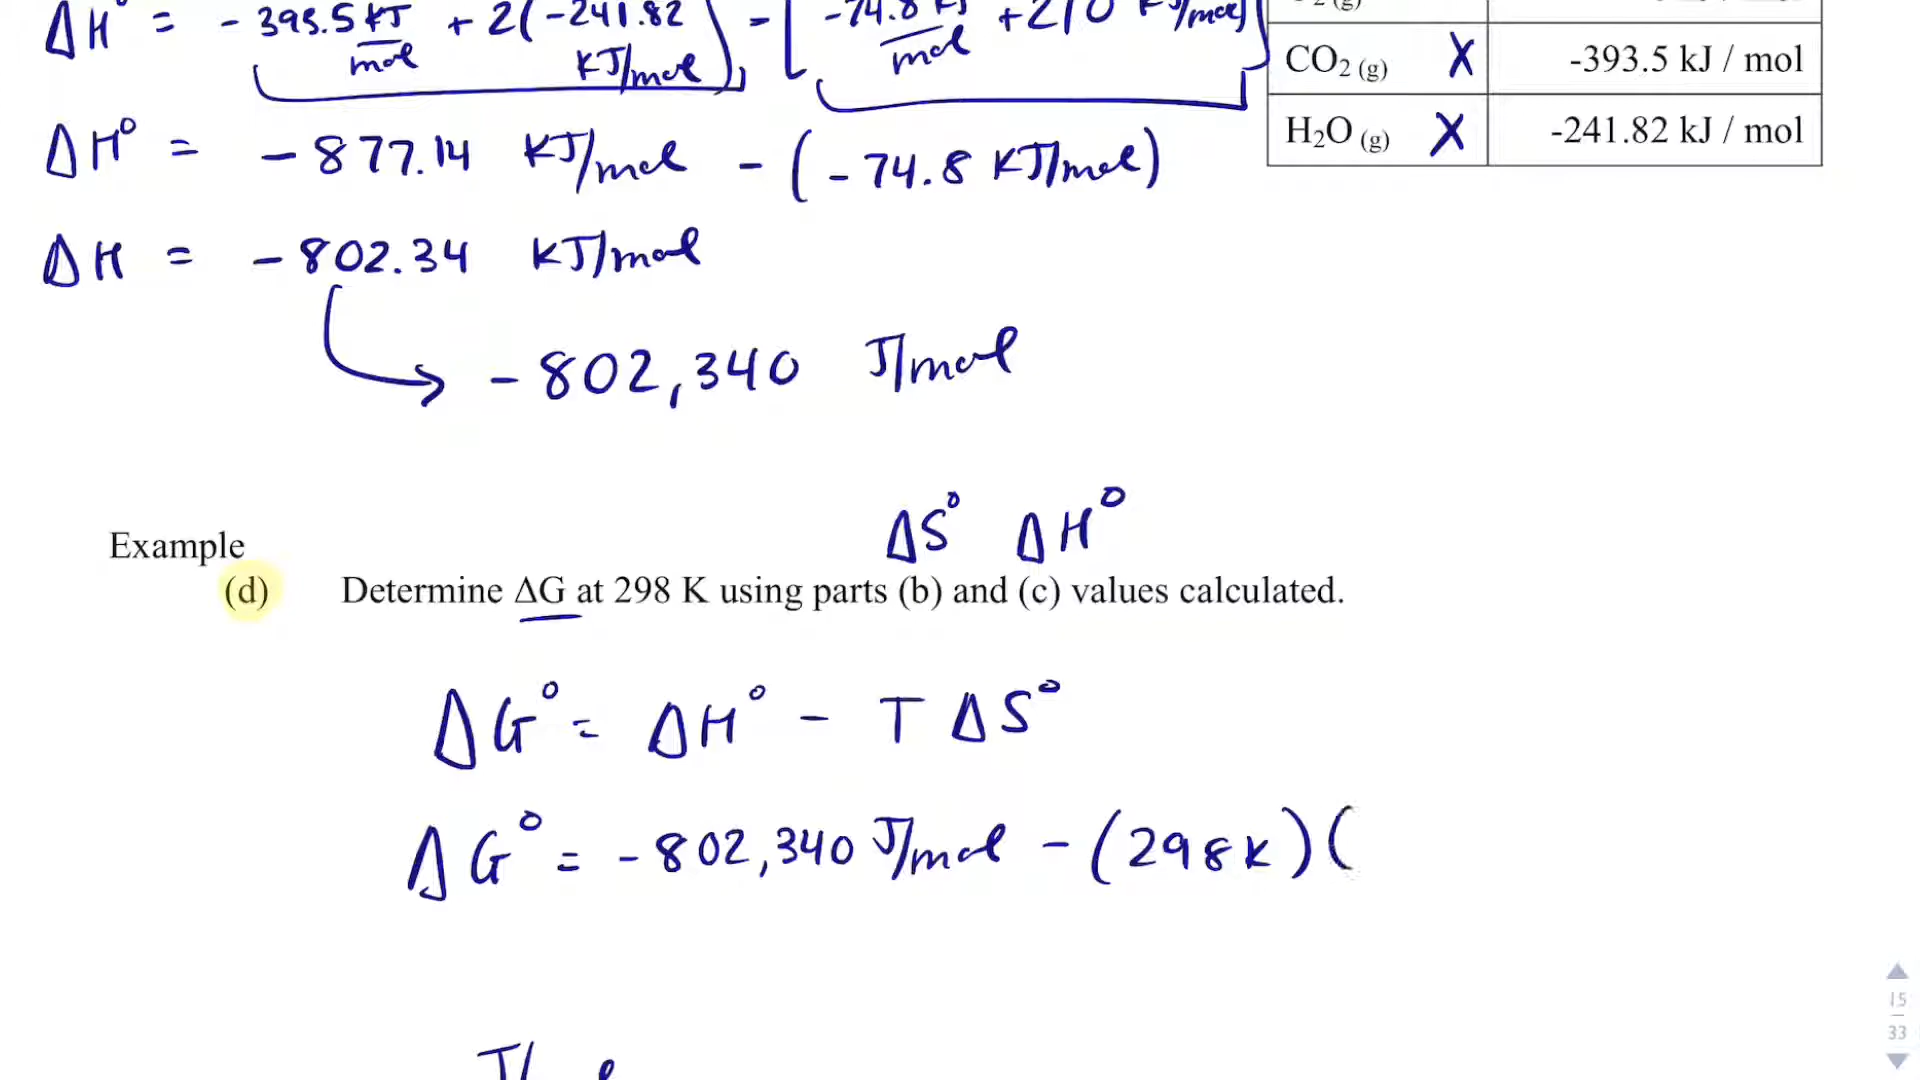 ΔH° = - 393.5 kJ/mol + 2(-241.82 kJ/mol) - [-74.8 kJ/mol + 2(0 kJ/mol)]
CO₂ (g) X -393.5 kJ / mol
ΔH° = - 877.14 kJ/mol - (-74.8 kJ/mol)
H₂O (g) X -241.82 kJ / mol
ΔH = - 802.34 kJ/mol
→ - 802,340 J/mol
ΔS° ΔH°
Example
(d) Determine ΔG at 298 K using parts (b) and (c) values calculated.
ΔG° = ΔH° - TΔS°
ΔG° = - 802,340 J/mol - (298K)(
15
33